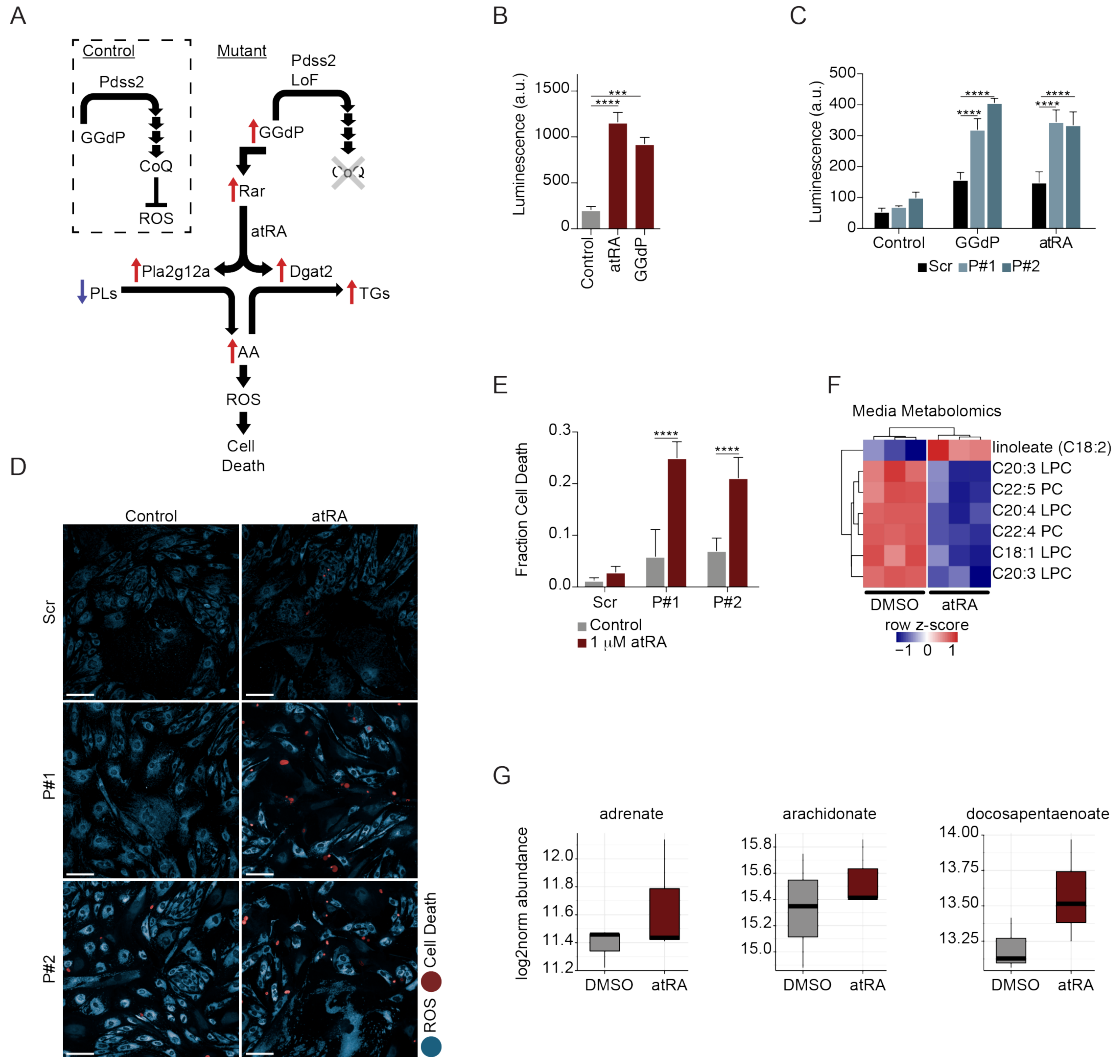 A
Control
Pdss2
GGdP
CoQ
ROS
Mutant
Pdss2
LoF
GGdP
CoQ
Rar
atRA
Pla2g12a
Dgat2
PLs
TGs
AA
ROS
Cell
Death
B
Luminescence (a.u.)
1500
1000
500
0
***
****
Control
atRA
GGdP
C
Luminescence (a.u.)
500
400
300
200
100
0
****
****
****
****
Control
GGdP
atRA
Scr
P#1
P#2
D
Control
atRA
Scr
P#1
P#2
ROS
Cell Death
E
Fraction Cell Death
0.3
0.2
0.1
0.0
****
****
Scr
P#1
P#2
Control
1 μM atRA
F
Media Metabolomics
linoleate (C18:2)
C20:3 LPC
C22:5 PC
C20:4 LPC
C22:4 PC
C18:1 LPC
C20:3 LPC
DMSO
atRA
row z-score
−1 0 1
G
log2norm abundance
adrenate
12.0
11.8
11.6
11.4
11.2
DMSO
atRA
arachidonate
15.8
15.6
15.4
15.2
15.0
DMSO
atRA
docosapentaenoate
14.00
13.75
13.50
13.25
DMSO
atRA